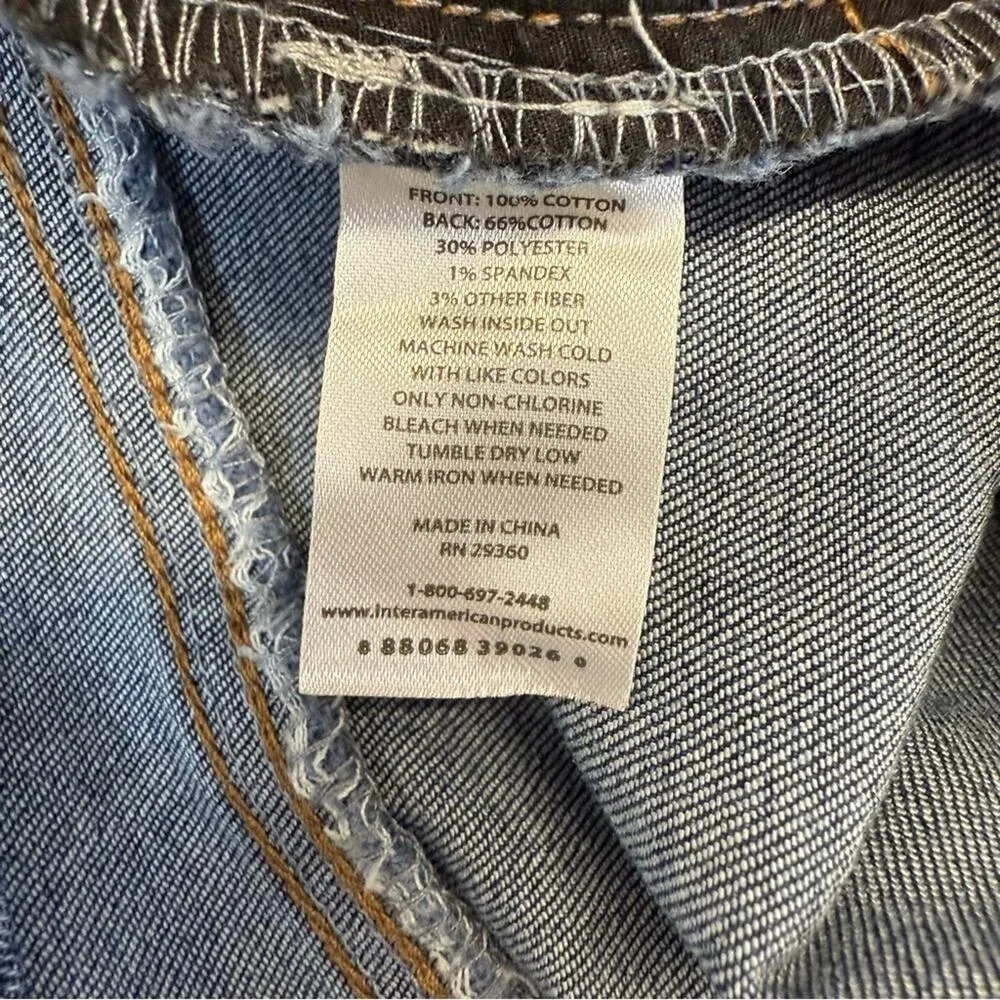 FRONT: 100% COTTON
BACK: 66%COTTON
30% POLYESTER
1% SPANDEX
3% OTHER FIBER
WASH INSIDE OUT
MACHINE WASH COLD
WITH LIKE COLORS
ONLY NON-CHLORINE
BLEACH WHEN NEEDED
TUMBLE DRY LOW
WARM IRON WHEN NEEDED
MADE IN CHINA
RN 29360
1-800-697-2448
www.interamericanproducts.com
8 88068 39026 0